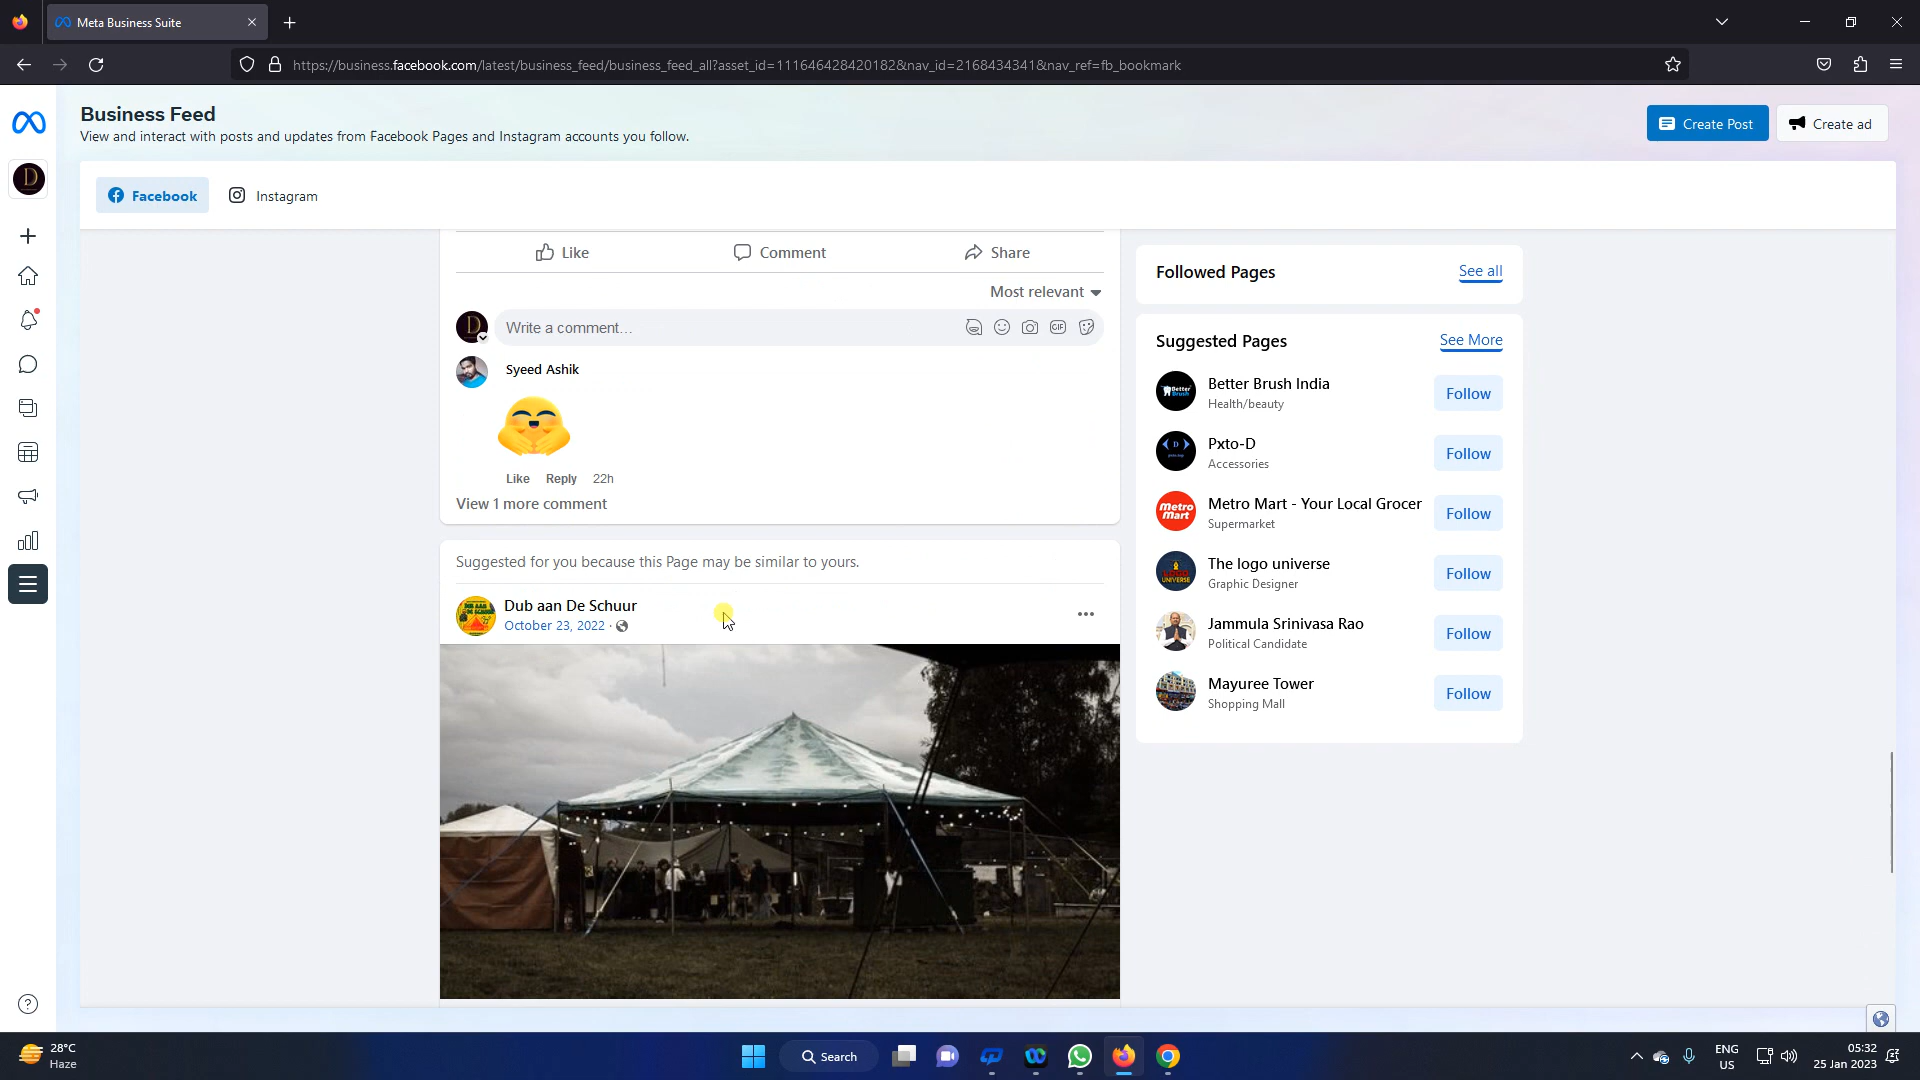 Meta Business Suite
https://business.facebook.com/latest/business_feed/business_feed_all?asset_id=111646428420182&nav_id=2168434341&nav_ref=fb_bookmark
Business Feed
View and interact with posts and updates from Facebook Pages and Instagram accounts you follow.
Create Post
Create ad
Facebook
Instagram
Like
Comment
Share
Most relevant
Write a comment...
GIF
Syeed Ashik
Like Reply 22h
View 1 more comment
Suggested for you because this Page may be similar to yours.
Dub aan De Schuur
October 23, 2022 ·
Followed Pages
See all
Suggested Pages
See More
Better Brush India
Health/beauty
Follow
Pxto-D
Accessories
Follow
Metro Mart - Your Local Grocer
Supermarket
Follow
The logo universe
Graphic Designer
Follow
Jammula Srinivasa Rao
Political Candidate
Follow
Mayuree Tower
Shopping Mall
Follow
28°C
Haze
Search
ENG
US
05:32
25 Jan 2023